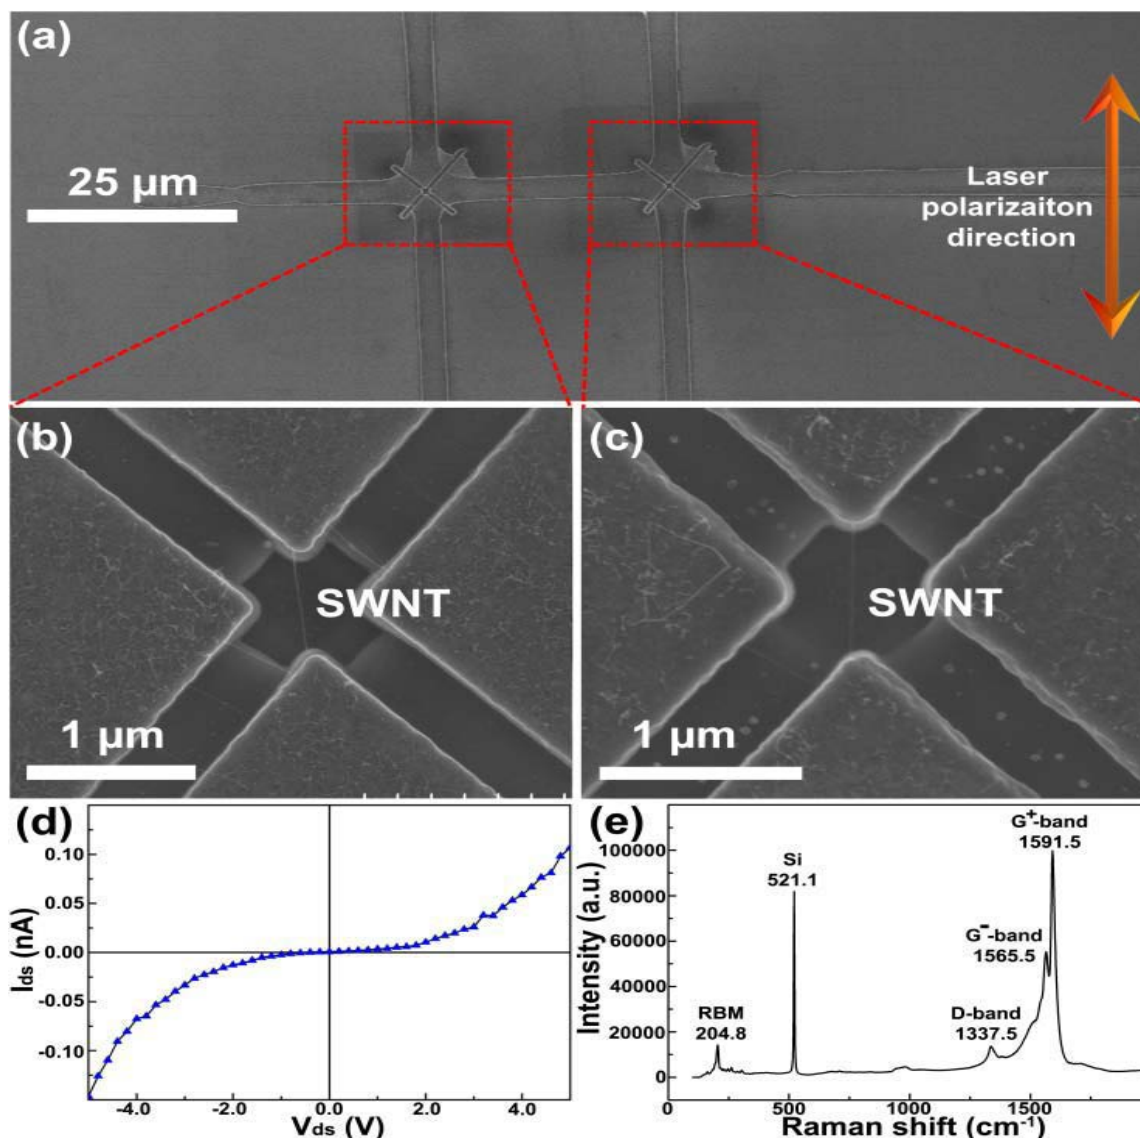 (a)
25 µm
Laser
polarizaiton
direction
(b)
SWNT
1 µm
(c)
SWNT
1 µm
(d)
0.10
0.05
0.00
-0.05
-0.10
Ids (nA)
-4.0 -2.0 0.0 2.0 4.0
Vds (V)
(e)
G⁺-band
1591.5
Si
521.1
G⁻-band
1565.5
RBM
204.8
D-band
1337.5
100000
80000
60000
40000
20000
0
Intensity (a.u.)
0 500 1000 1500
Raman shift (cm⁻¹)